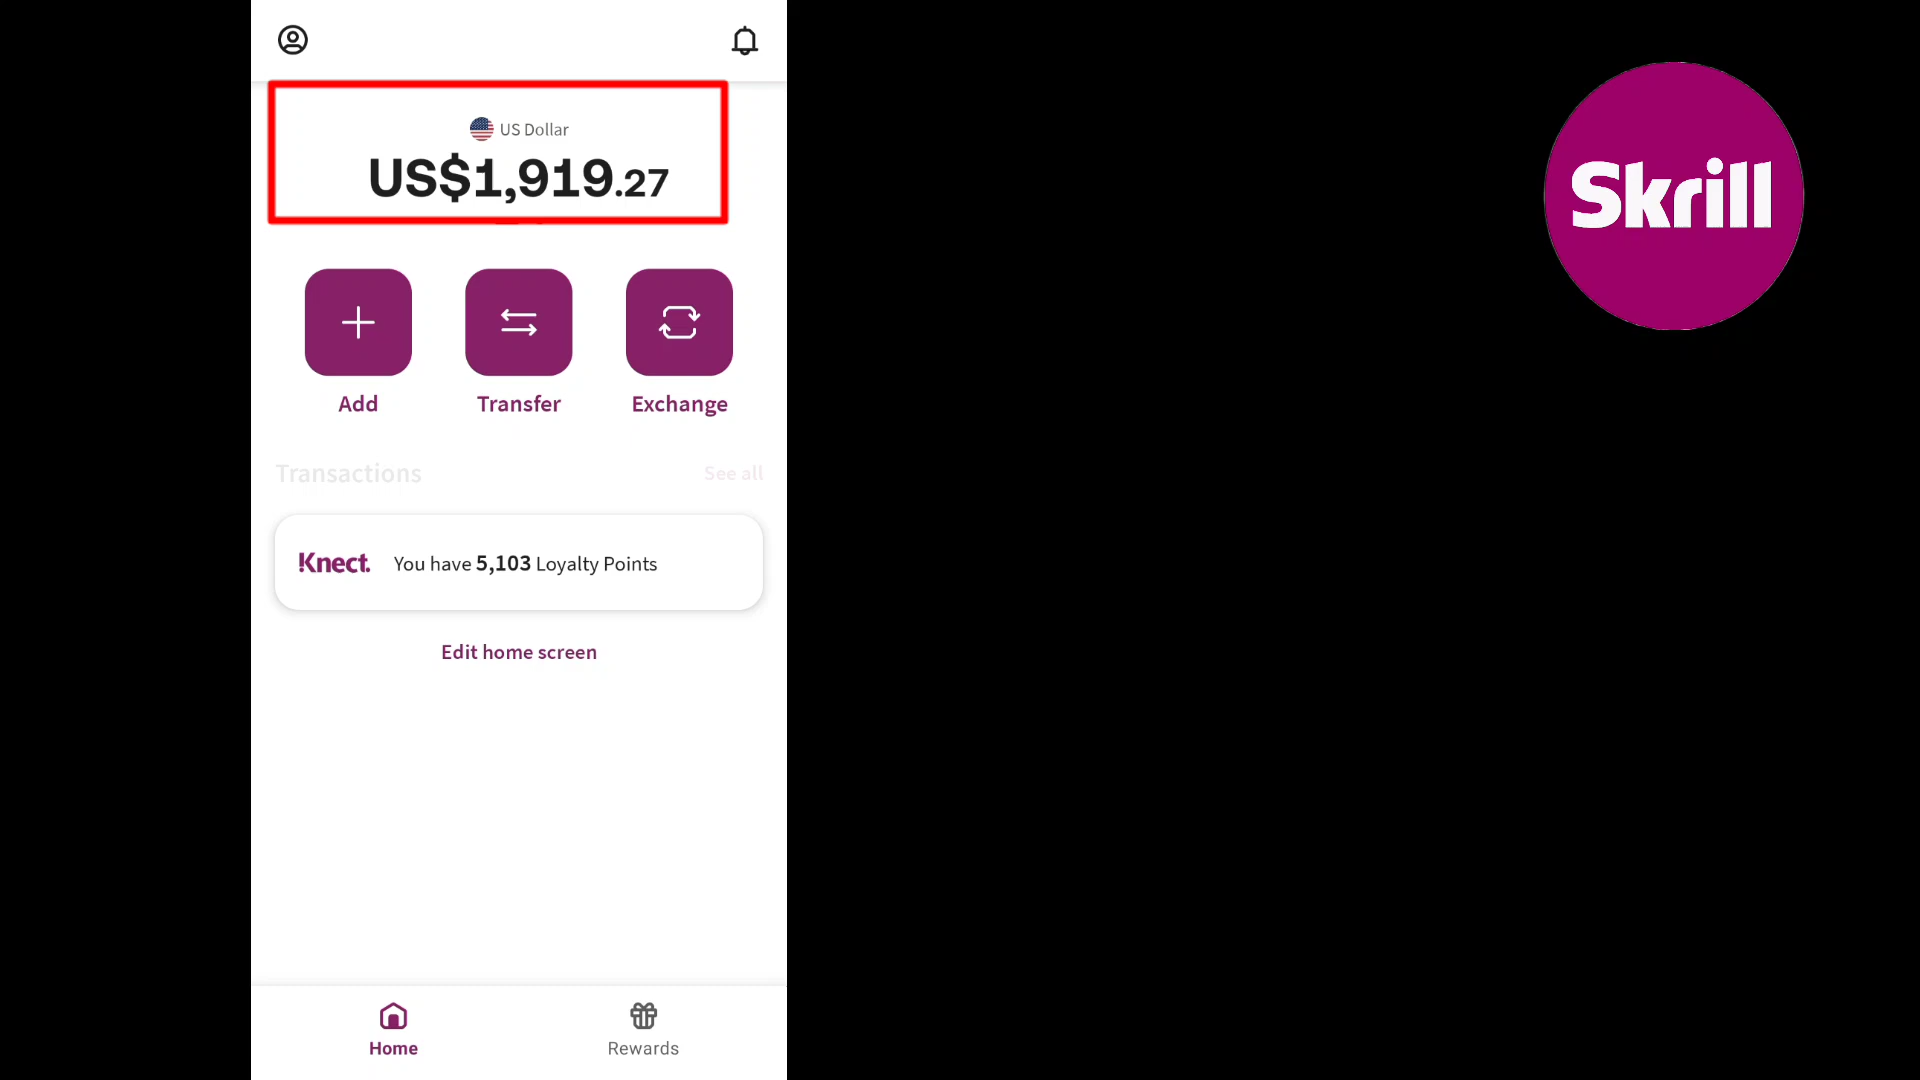 US Dollar
US$1,919.27
Add
Transfer
Exchange
Transactions
See all
Knect.
You have 5,103 Loyalty Points
Edit home screen
Home
Rewards
Skrill